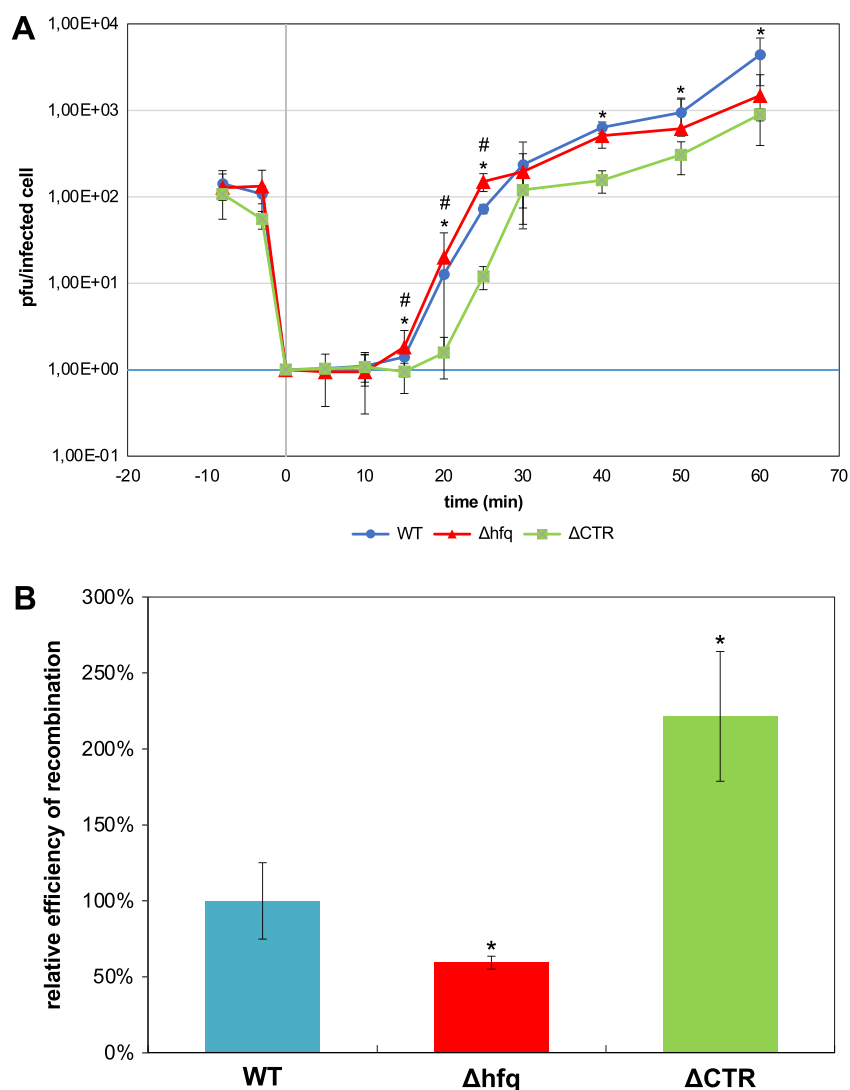 A
1,00E+04
*
# *
*
# *
1,00E+03
#
#
*
1,00E+02
*
pfu/infected cell
1,00E+01
#
*
1,00E+00
1,00E-01
-20 -10 0 10 20 30 40 50 60 70
time (min)
WT Δhfq ΔCTR
B
300%
*
250%
200%
relative efficiency of recombination
150%
100%
*
50%
0%
WT Δhfq ΔCTR